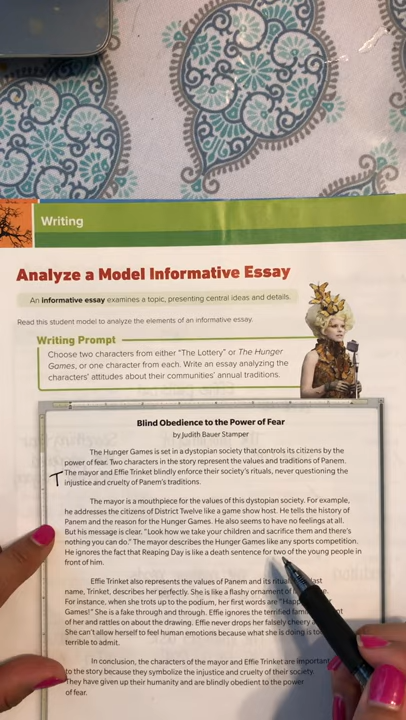 Writing
Analyze a Model Informative Essay
An informative essay examines a topic, presenting central ideas and details.
Read this student model to analyze the elements of an informative essay.
Writing Prompt
Choose two characters from either "The Lottery" or The Hunger
Games, or one character from each. Write an essay analyzing the
characters' attitudes about their communities' annual traditions.
Blind Obedience to the Power of Fear
by Judith Bauer Stamper
The Hunger Games is set in a dystopian society that controls its citizens by the
power of fear. Two characters in the story represent the values and traditions of Panem.
T The mayor and Effie Trinket blindly enforce their society's rituals, never questioning the
injustice and cruelty of Panem's traditions.
The mayor is a mouthpiece for the values of this dystopian society. For example,
he addresses the citizens of District Twelve like a game show host. He tells the history of
Panem and the reason for the Hunger Games. He also seems to have no feelings at all.
But his message is clear. "Look how we take your children and sacrifice them and there's
nothing you can do." The mayor describes the Hunger Games like any sports competition.
He ignores the fact that Reaping Day is like a death sentence for two of the young people in
front of him.
Effie Trinket also represents the values of Panem and its last
name, Trinket, describes her perfectly. She is like a flashy ornament of
For instance, when she trots up to the podium, her first words are
Games!" She is a fake through and through. Effie ignores the terrified
of her and rattles on about the drawing. Effie never drops her falsely cheery
She can't allow herself to feel human emotions because what she is doing is
terrible to admit.
In conclusion, the characters of the mayor and Effie Trinket are important
to the story because they symbolize the injustice and cruelty of their society.
They have given up their humanity and are blindly obedient to the power
of fear.